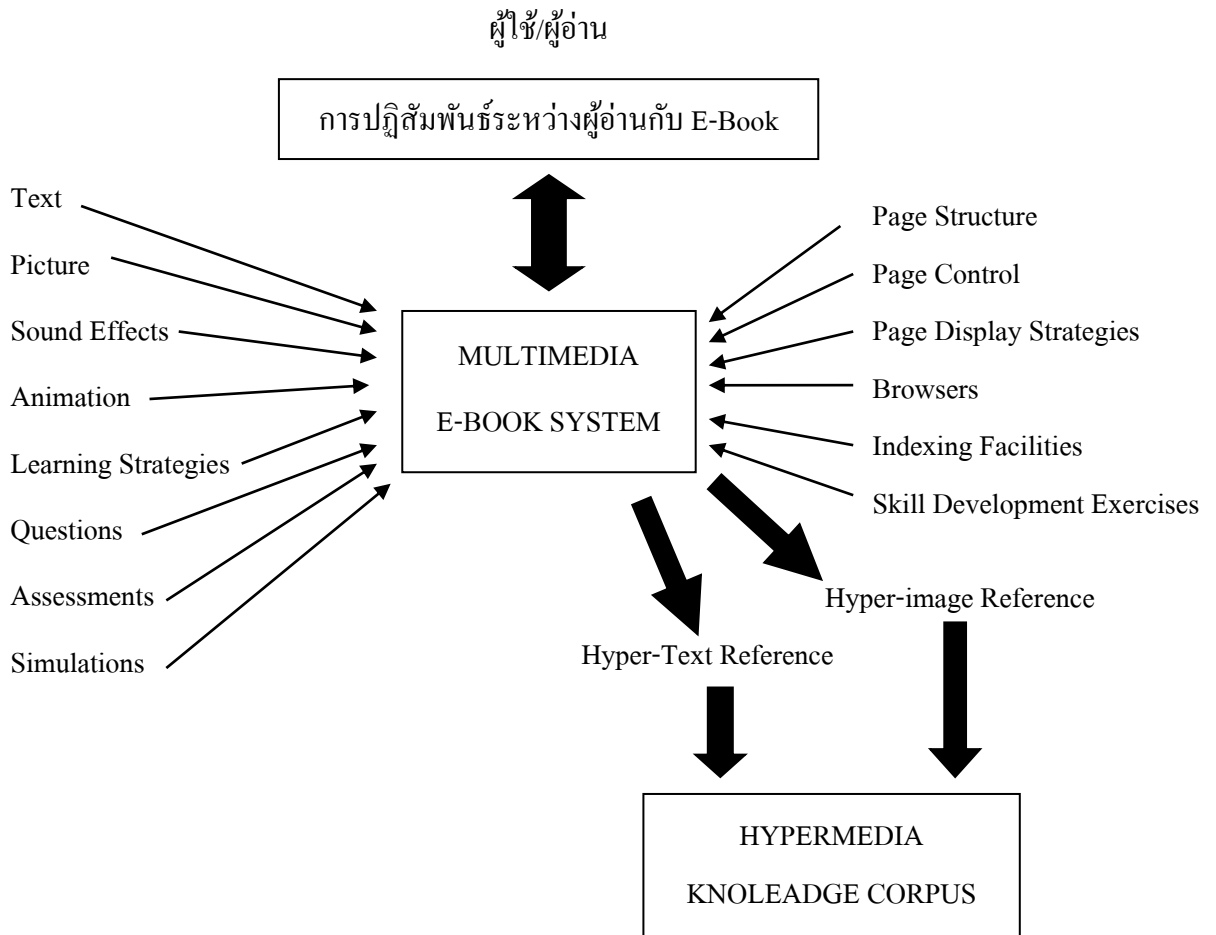 ผู้ใช้/ผู้อ่าน
การปฏิสัมพันธ์ระหว่างผู้อ่านกับ E-Book
Text
Picture
Sound Effects
Animation
Learning Strategies
Questions
Assessments
Simulations
MULTIMEDIA
E-BOOK SYSTEM
Page Structure
Page Control
Page Display Strategies
Browsers
Indexing Facilities
Skill Development Exercises
Hyper-image Reference
Hyper-Text Reference
HYPERMEDIA
KNOLEADGE CORPUS